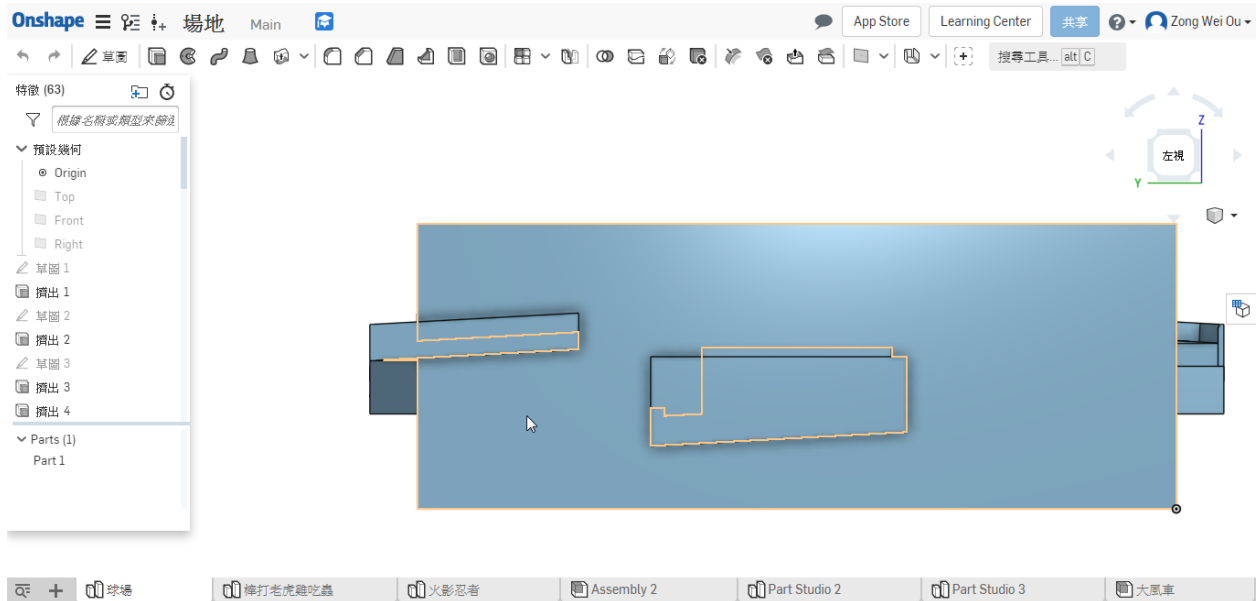 Onshape 場地 Main App Store Learning Center 共享 Zong Wei Ou
草圖 搜尋工具... alt C
特徵 (63)
根據名稱或類型來篩選
預設幾何
Origin
Top
Front
Right
草圖 1
擠出 1
草圖 2
擠出 2
草圖 3
擠出 3
擠出 4
Parts (1)
Part 1
Z
左視
Y
球場 棒打老虎雞吃蟲 火影忍者 Assembly 2 Part Studio 2 Part Studio 3 大風車